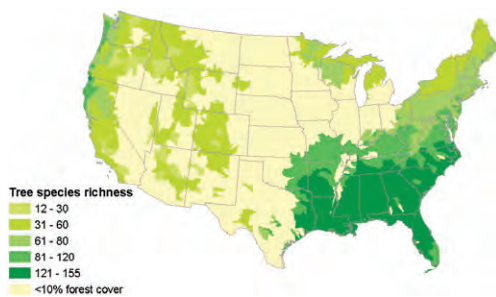 Tree species richness
12 - 30
31 - 60
61 - 80
81 - 120
121 - 155
<10% forest cover